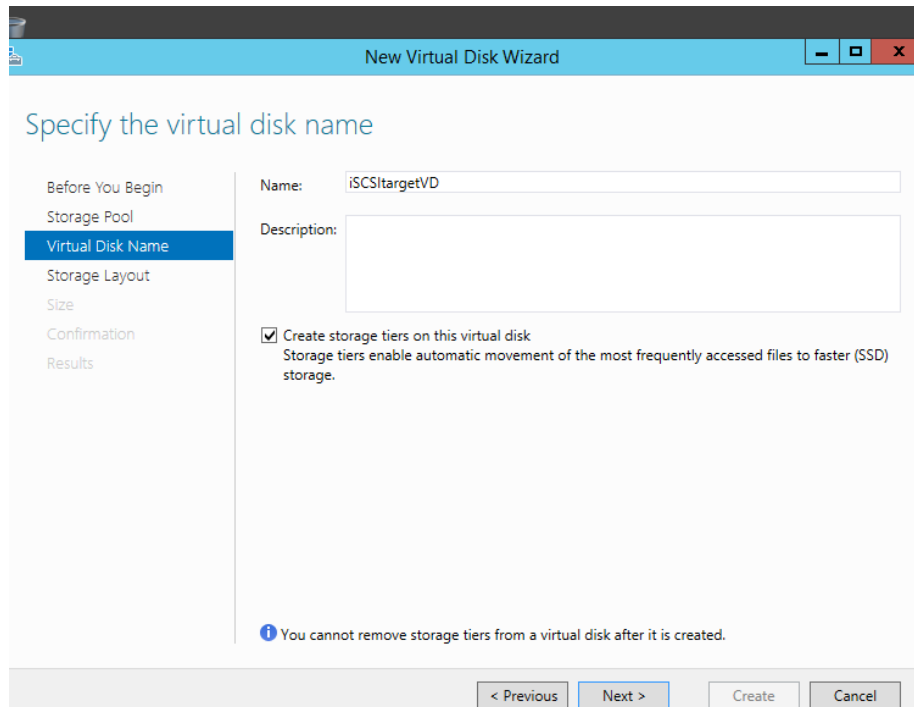 New Virtual Disk Wizard
x
Specify the virtual disk name
Before You Begin
Storage Pool
Virtual Disk Name
Storage Layout
Size
Confirmation
Results
Name:
iSCSItargetVD
Description:
Create storage tiers on this virtual disk
Storage tiers enable automatic movement of the most frequently accessed files to faster (SSD)
storage.
You cannot remove storage tiers from a virtual disk after it is created.
< Previous
Next >
Create
Cancel